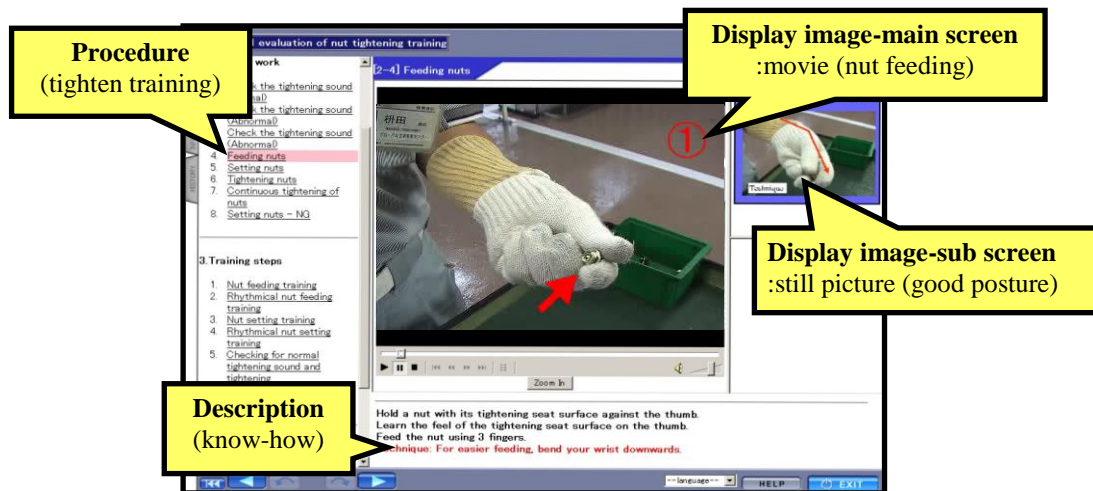 Procedure
(tighten training)
Display image-main screen
:movie (nut feeding)
Display image-sub screen
:still picture (good posture)
Description
(know-how)
evaluation of nut tightening training
work
the tightening sound
the tightening sound
(Abnormal)
Check the tightening sound
(Abnormal)
4. Feeding nuts
5. Setting nuts
6. Tightening nuts
7. Continuous tightening of
nuts
8. Setting nuts - NG
3.Training steps
1. Nut feeding training
2. Rhythmical nut feeding
training
3. Nut setting training
4. Rhythmical nut setting
training
5. Checking for normal
tightening sound and
tightening
HISTORY
[2-4] Feeding nuts
①
Technique
Zoom In
Hold a nut with its tightening seat surface against the thumb.
Learn the feel of the tightening seat surface on the thumb.
Feed the nut using 3 fingers.
Technique: For easier feeding, bend your wrist downwards.
--language--
HELP
EXIT